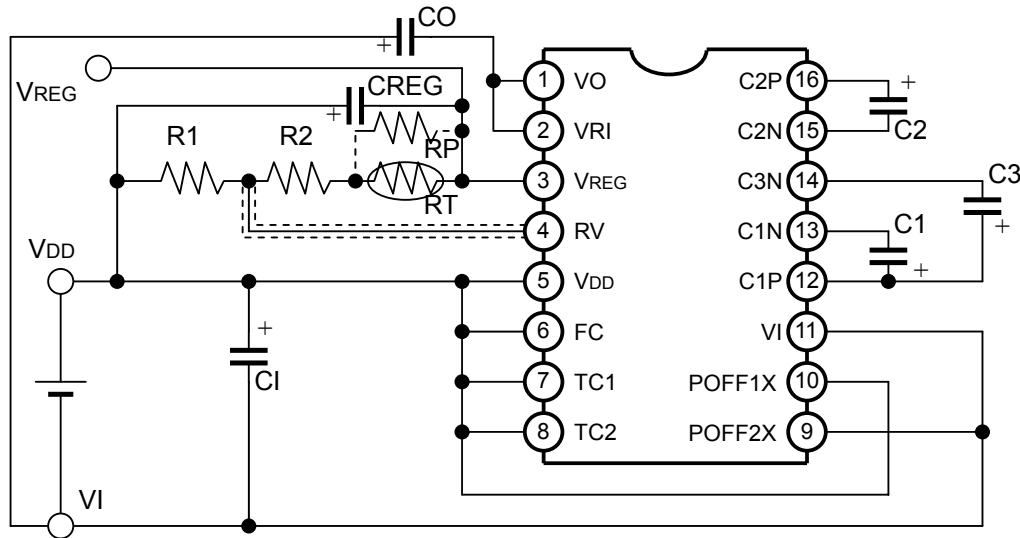 CO
+
VREG
CREG
+
R1
R2
RP
RT
VDD
+
CI
VI
1 VO
2 VRI
3 VREG
4 RV
5 VDD
6 FC
7 TC1
8 TC2
C2P 16
C2N 15
C3N 14
C1N 13
C1P 12
VI 11
POFF1X 10
POFF2X 9
+
C2
C3
+
C1
+